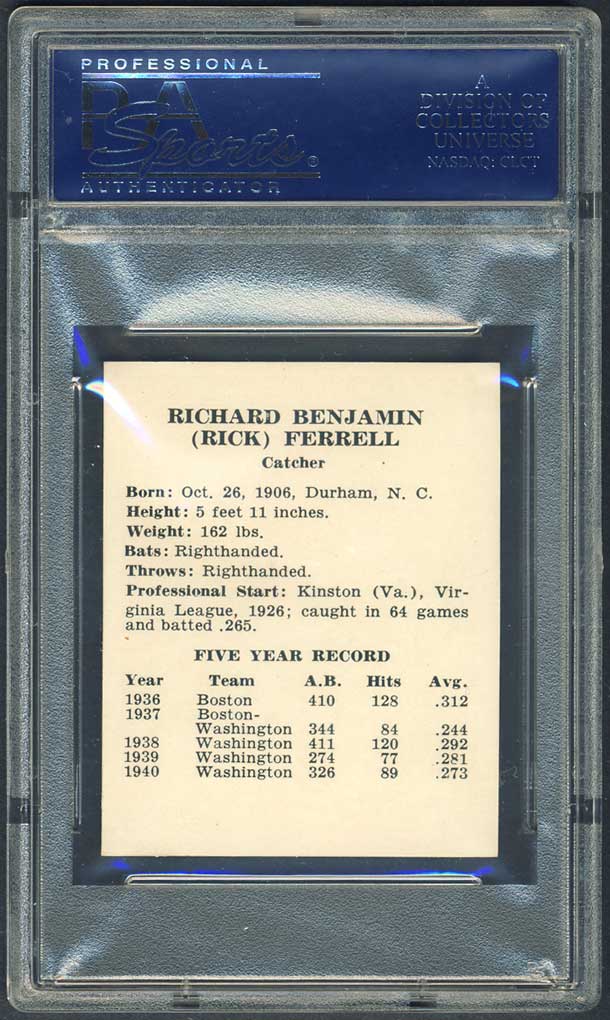 PROFESSIONAL
PSA
Sports ®
AUTHENTICATOR
A
DIVISION OF
COLLECTORS
UNIVERSE
NASDAQ: CLCT
RICHARD BENJAMIN
(RICK) FERRELL
Catcher
Born: Oct. 26, 1906, Durham, N. C.
Height: 5 feet 11 inches.
Weight: 162 lbs.
Bats: Righthanded.
Throws: Righthanded.
Professional Start: Kinston (Va.), Vir-
ginia League, 1926; caught in 64 games
and batted .265.
FIVE YEAR RECORD
Year Team A.B. Hits Avg.
1936 Boston 410 128 .312
1937 Boston-
Washington 344 84 .244
1938 Washington 411 120 .292
1939 Washington 274 77 .281
1940 Washington 326 89 .273